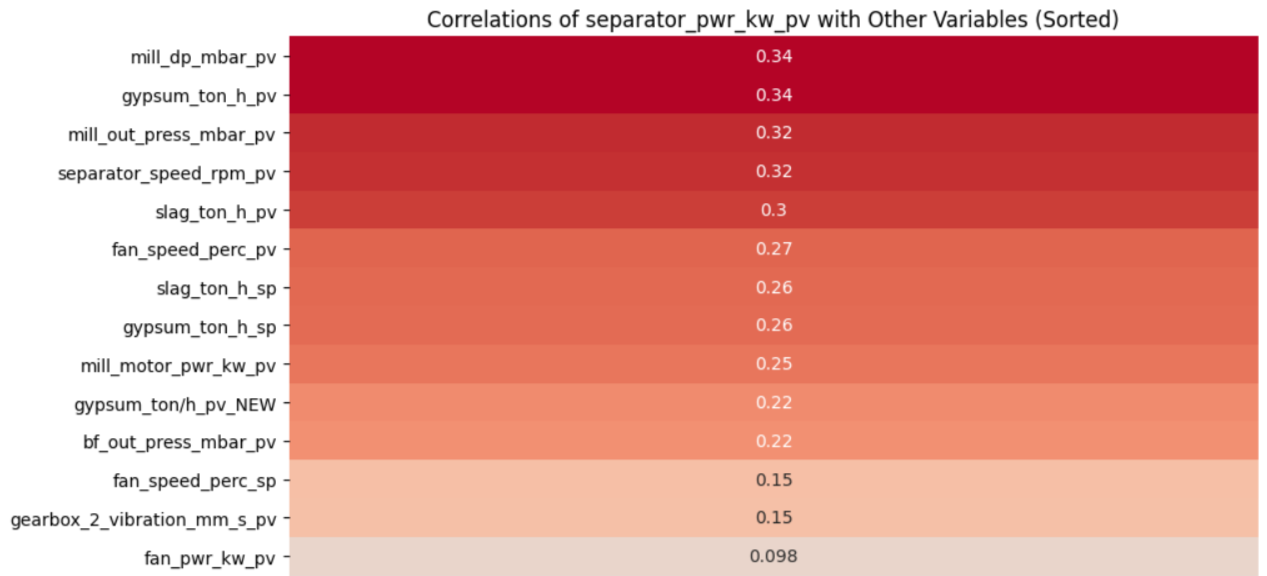 Correlations of separator_pwr_kw_pv with Other Variables (Sorted)
mill_dp_mbar_pv 0.34
gypsum_ton_h_pv 0.34
mill_out_press_mbar_pv 0.32
separator_speed_rpm_pv 0.32
slag_ton_h_pv 0.3
fan_speed_perc_pv 0.27
slag_ton_h_sp 0.26
gypsum_ton_h_sp 0.26
mill_motor_pwr_kw_pv 0.25
gypsum_ton/h_pv_NEW 0.22
bf_out_press_mbar_pv 0.22
fan_speed_perc_sp 0.15
gearbox_2_vibration_mm_s_pv 0.15
fan_pwr_kw_pv 0.098